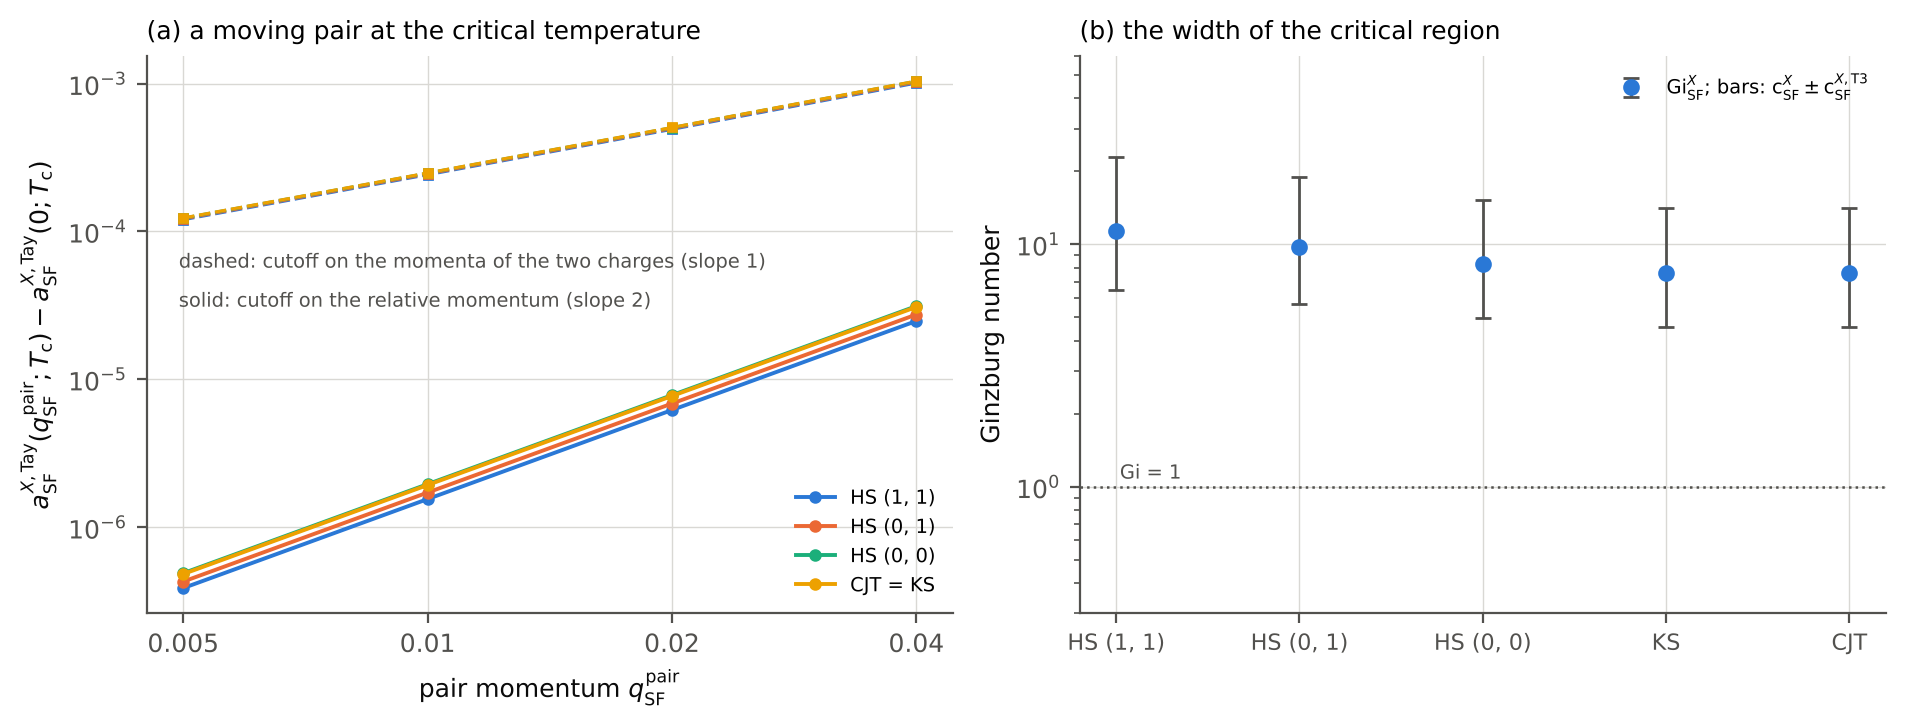 (a) a moving pair at the critical temperature
a_SF^{X,Tay}(q_SF^{pair}; T_c) − a_SF^{X,Tay}(0; T_c)
10^{-3}
10^{-4}
10^{-5}
10^{-6}
dashed: cutoff on the momenta of the two charges (slope 1)
solid: cutoff on the relative momentum (slope 2)
HS (1, 1)
HS (0, 1)
HS (0, 0)
CJT = KS
0.005 0.01 0.02 0.04
pair momentum q_SF^{pair}
(b) the width of the critical region
Ginzburg number
Gi_SF^X; bars: c_SF^X ± c_SF^{X,T3}
10^1
10^0
Gi = 1
HS (1, 1) HS (0, 1) HS (0, 0) KS CJT